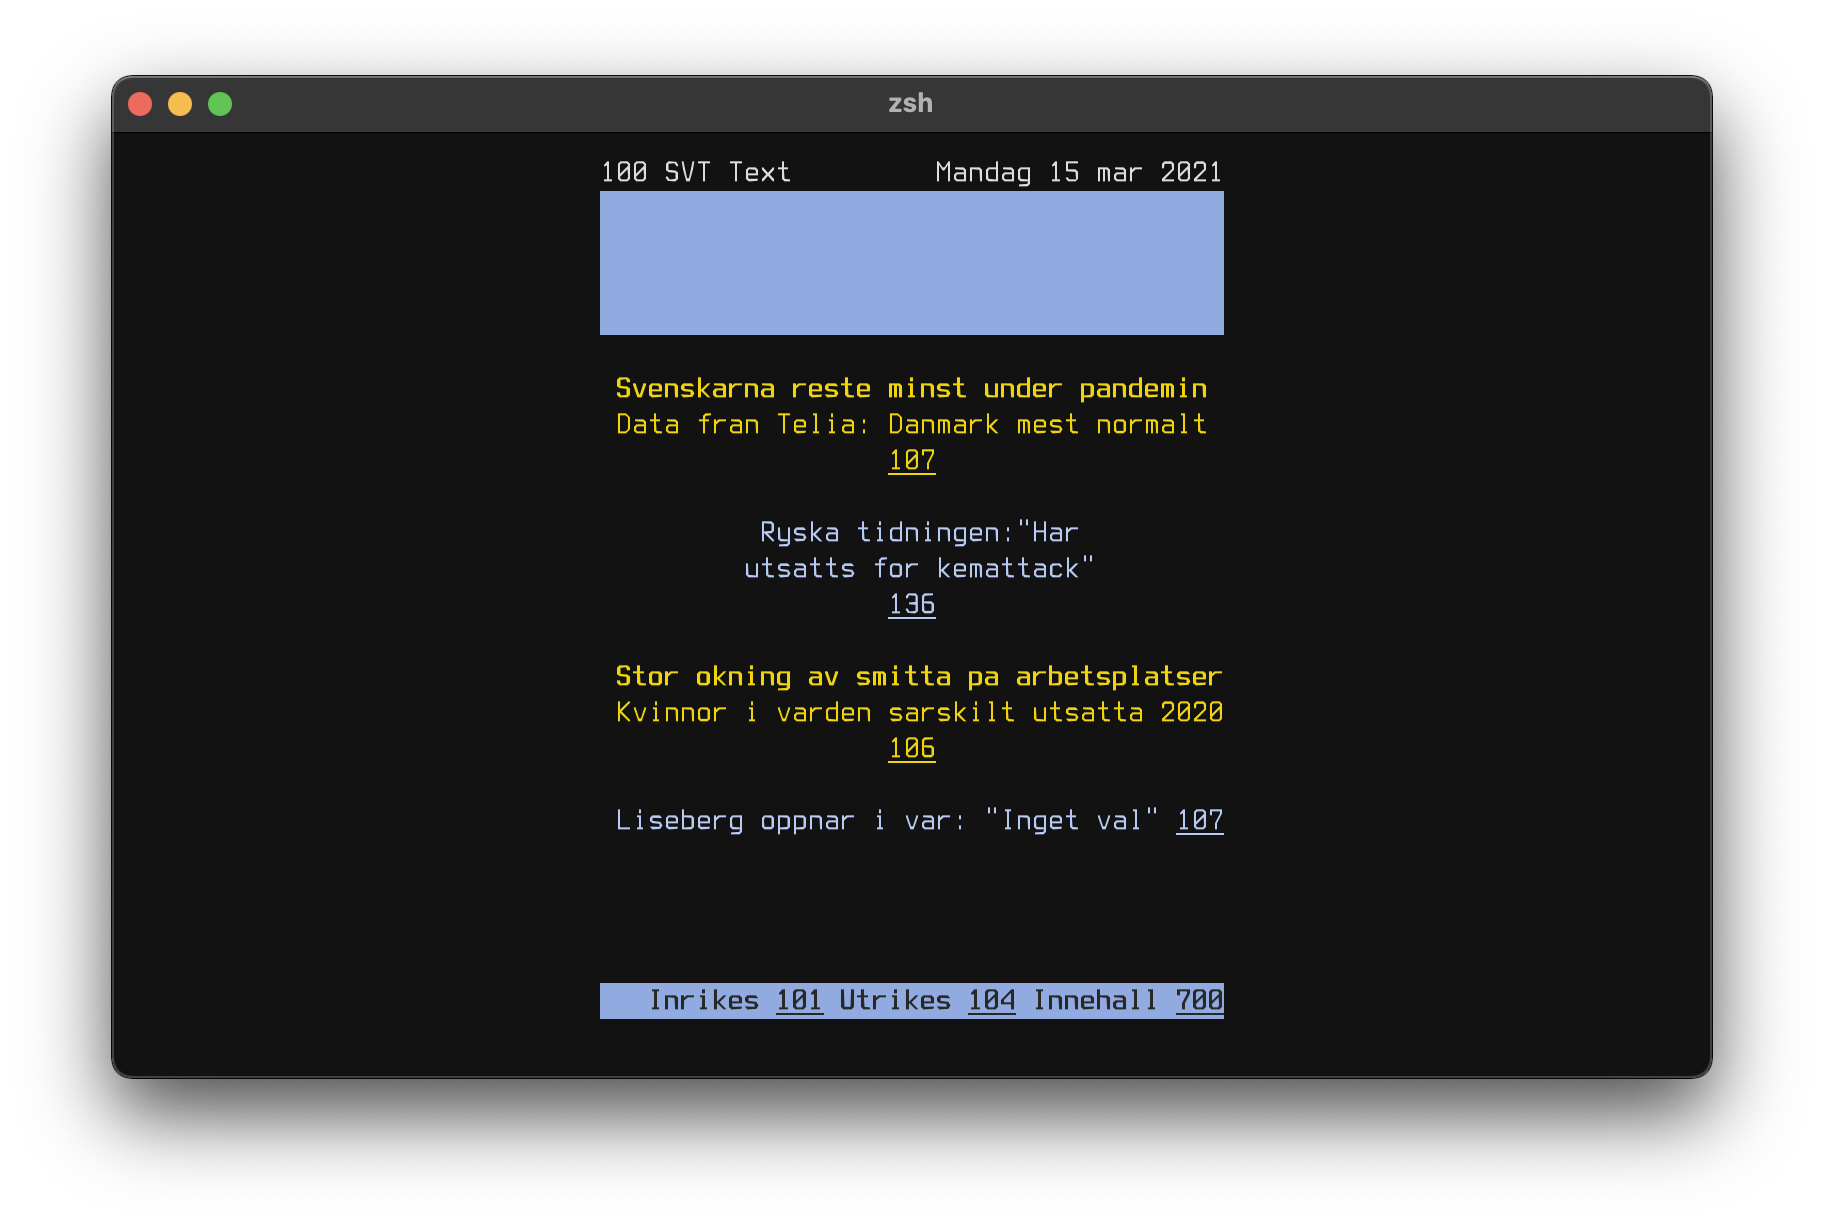 zsh
100 SVT Text Mandag 15 mar 2021
Svenskarna reste minst under pandemin
Data fran Telia: Danmark mest normalt
107
Ryska tidningen:"Har
utsatts for kemattack"
136
Stor okning av smitta pa arbetsplatser
Kvinnor i varden sarskilt utsatta 2020
106
Liseberg oppnar i var: "Inget val" 107
Inrikes 101 Utrikes 104 Innehall 700